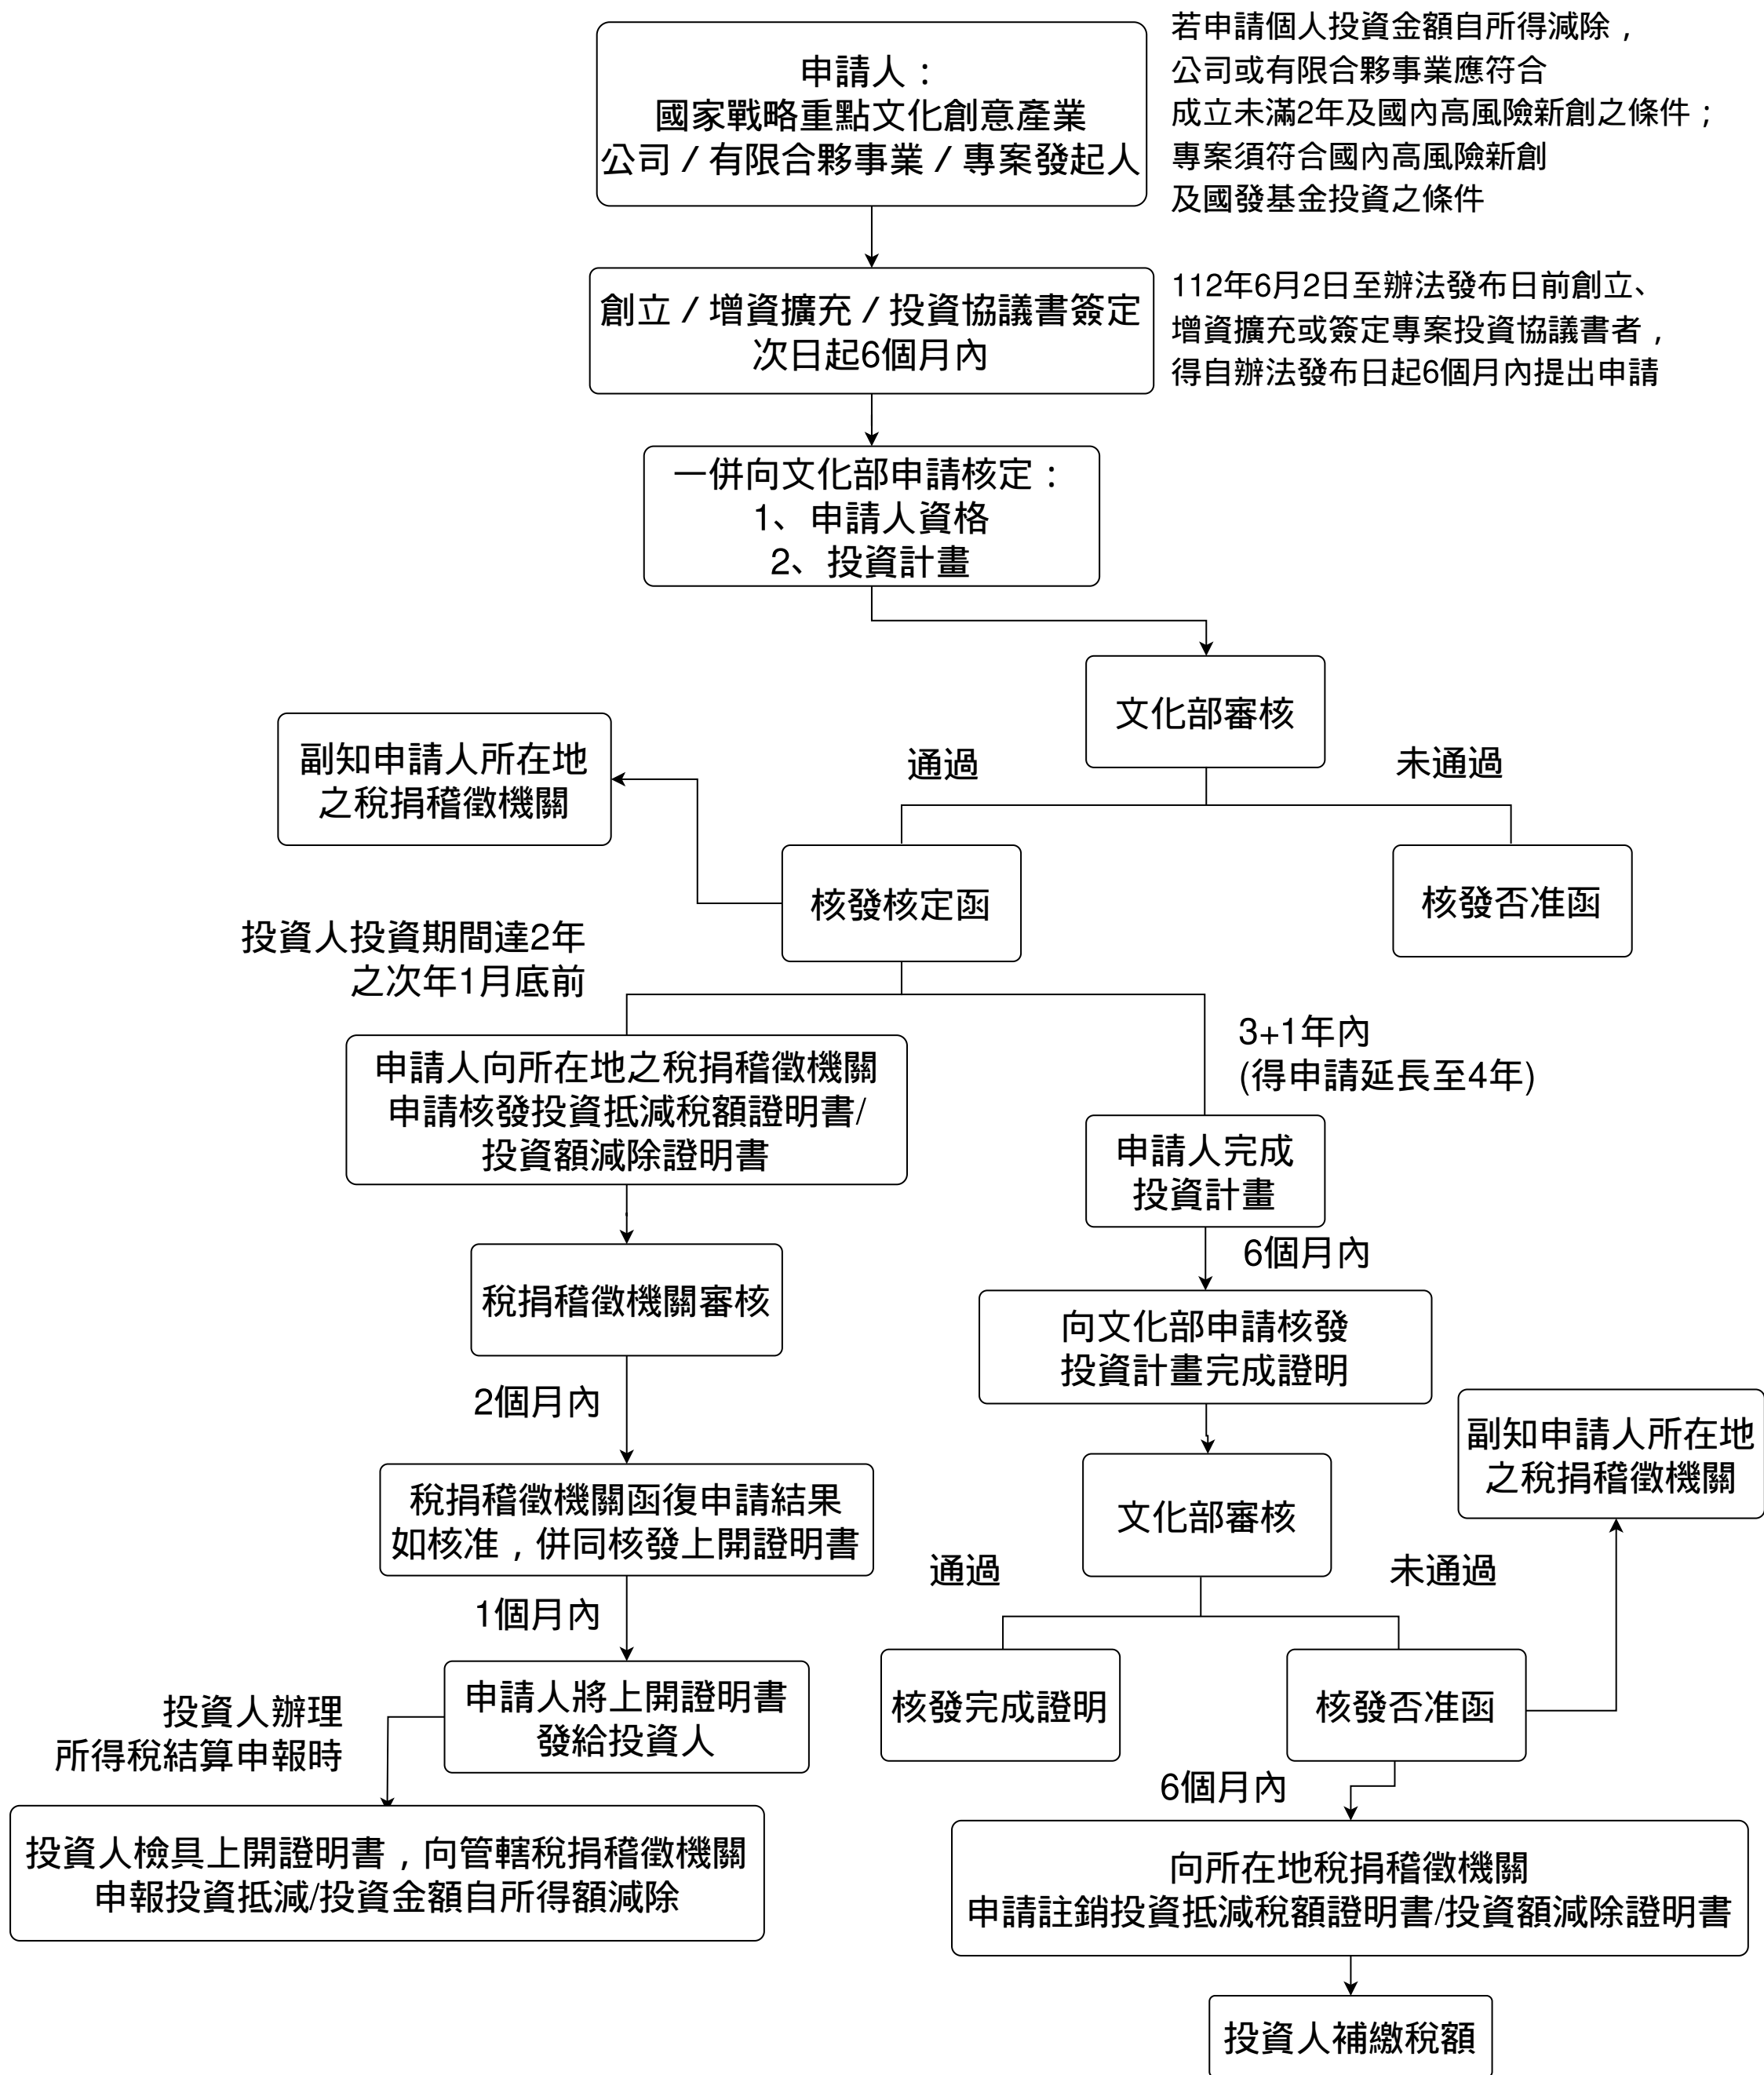 申請人：
國家戰略重點文化創意產業
公司／有限合夥事業／專案發起人
若申請個人投資金額自所得減除，
公司或有限合夥事業應符合
成立未滿2年及國內高風險新創之條件；
專案須符合國內高風險新創
及國發基金投資之條件
創立／增資擴充／投資協議書簽定
次日起6個月內
112年6月2日至辦法發布日前創立、
增資擴充或簽定專案投資協議書者，
得自辦法發布日起6個月內提出申請
一併向文化部申請核定：
1、申請人資格
2、投資計畫
文化部審核
通過
未通過
副知申請人所在地
之稅捐稽徵機關
核發核定函
核發否准函
投資人投資期間達2年
之次年1月底前
3+1年內
(得申請延長至4年)
申請人向所在地之稅捐稽徵機關
申請核發投資抵減稅額證明書/
投資額減除證明書
申請人完成
投資計畫
稅捐稽徵機關審核
6個月內
向文化部申請核發
投資計畫完成證明
2個月內
稅捐稽徵機關函復申請結果
如核准，併同核發上開證明書
文化部審核
副知申請人所在地
之稅捐稽徵機關
通過
未通過
1個月內
申請人將上開證明書
發給投資人
核發完成證明
核發否准函
投資人辦理
所得稅結算申報時
6個月內
投資人檢具上開證明書，向管轄稅捐稽徵機關
申報投資抵減/投資金額自所得額減除
向所在地稅捐稽徵機關
申請註銷投資抵減稅額證明書/投資額減除證明書
投資人補繳稅額